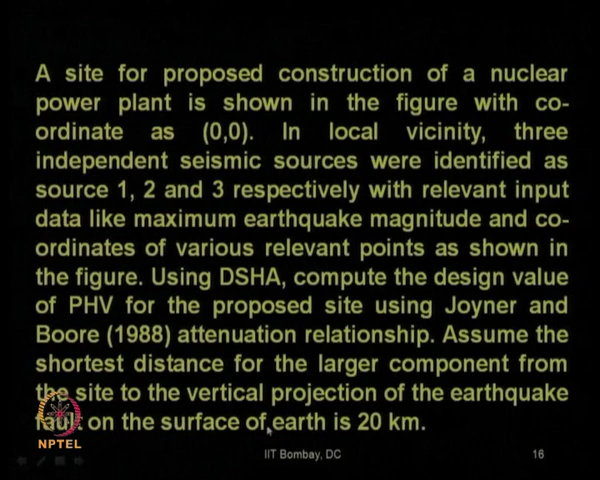 A site for proposed construction of a nuclear
power plant is shown in the figure with co-
ordinate as (0,0). In local vicinity, three
independent seismic sources were identified as
source 1, 2 and 3 respectively with relevant input
data like maximum earthquake magnitude and co-
ordinates of various relevant points as shown in
the figure. Using DSHA, compute the design value
of PHV for the proposed site using Joyner and
Boore (1988) attenuation relationship. Assume the
shortest distance for the larger component from
the site to the vertical projection of the earthquake
fault on the surface of earth is 20 km.
NPTEL
IIT Bombay, DC
16